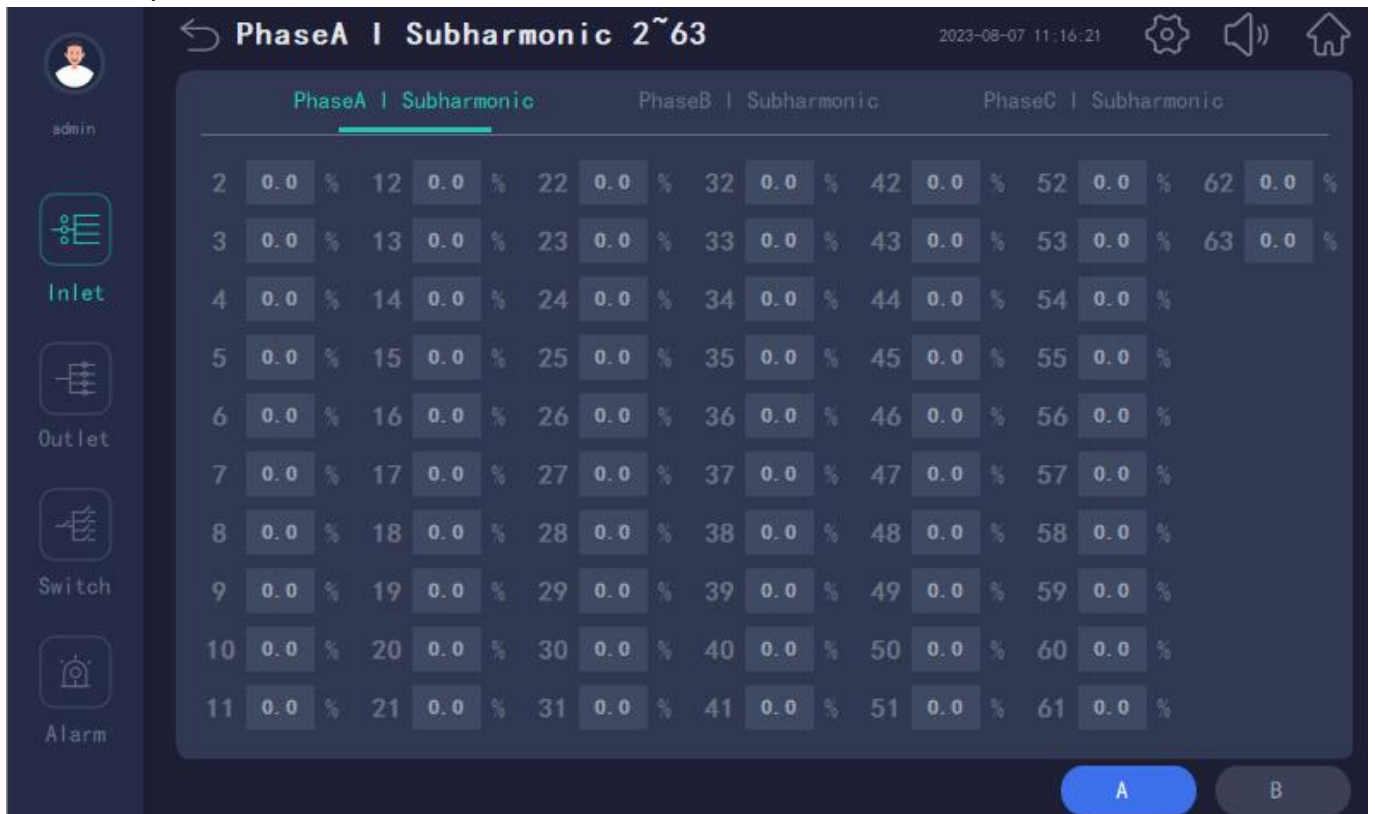 PhaseA I Subharmonic 2~63
2023-08-07 11:16:21
admin
PhaseA I Subharmonic PhaseB I Subharmonic PhaseC I Subharmonic
2 0.0 % 12 0.0 % 22 0.0 % 32 0.0 % 42 0.0 % 52 0.0 % 62 0.0 %
3 0.0 % 13 0.0 % 23 0.0 % 33 0.0 % 43 0.0 % 53 0.0 % 63 0.0 %
Inlet
4 0.0 % 14 0.0 % 24 0.0 % 34 0.0 % 44 0.0 % 54 0.0 %
5 0.0 % 15 0.0 % 25 0.0 % 35 0.0 % 45 0.0 % 55 0.0 %
6 0.0 % 16 0.0 % 26 0.0 % 36 0.0 % 46 0.0 % 56 0.0 %
Outlet
7 0.0 % 17 0.0 % 27 0.0 % 37 0.0 % 47 0.0 % 57 0.0 %
8 0.0 % 18 0.0 % 28 0.0 % 38 0.0 % 48 0.0 % 58 0.0 %
Switch
9 0.0 % 19 0.0 % 29 0.0 % 39 0.0 % 49 0.0 % 59 0.0 %
10 0.0 % 20 0.0 % 30 0.0 % 40 0.0 % 50 0.0 % 60 0.0 %
11 0.0 % 21 0.0 % 31 0.0 % 41 0.0 % 51 0.0 % 61 0.0 %
Alarm
A B